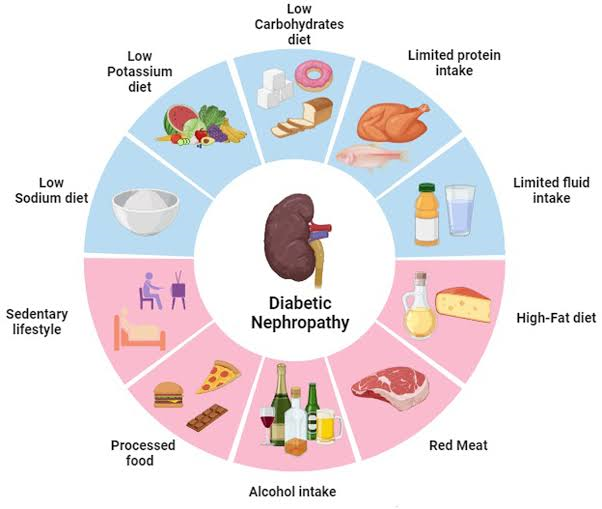 Low
Carbohydrates
diet
Limited protein
intake
Limited fluid
intake
High-Fat diet
Red Meat
Alcohol intake
Processed
food
Sedentary
lifestyle
Low
Sodium diet
Low
Potassium
diet
Diabetic
Nephropathy